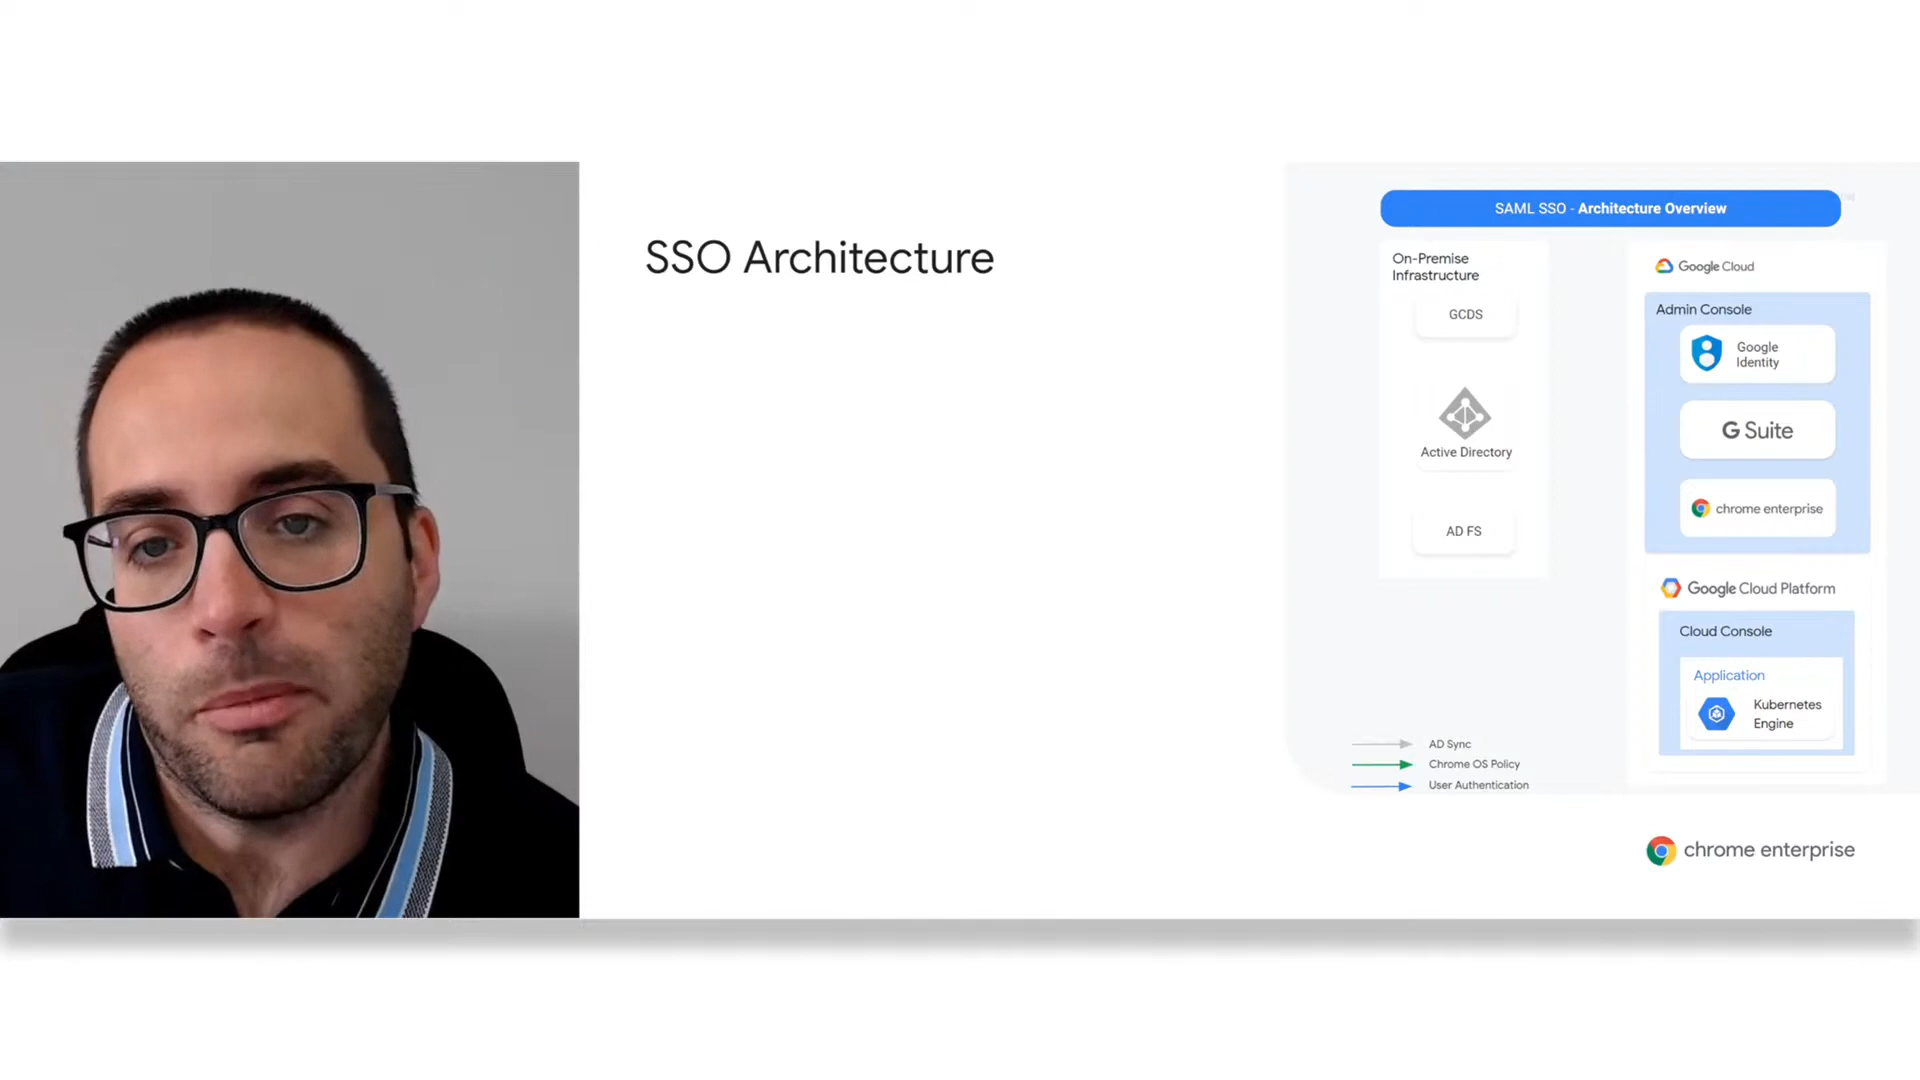 SSO Architecture
SAML SSO - Architecture Overview
On-Premise
Infrastructure
GCDS
Active Directory
AD FS
Google Cloud
Admin Console
Google
Identity
G Suite
chrome enterprise
Google Cloud Platform
Cloud Console
Application
Kubernetes
Engine
AD Sync
Chrome OS Policy
User Authentication
chrome enterprise